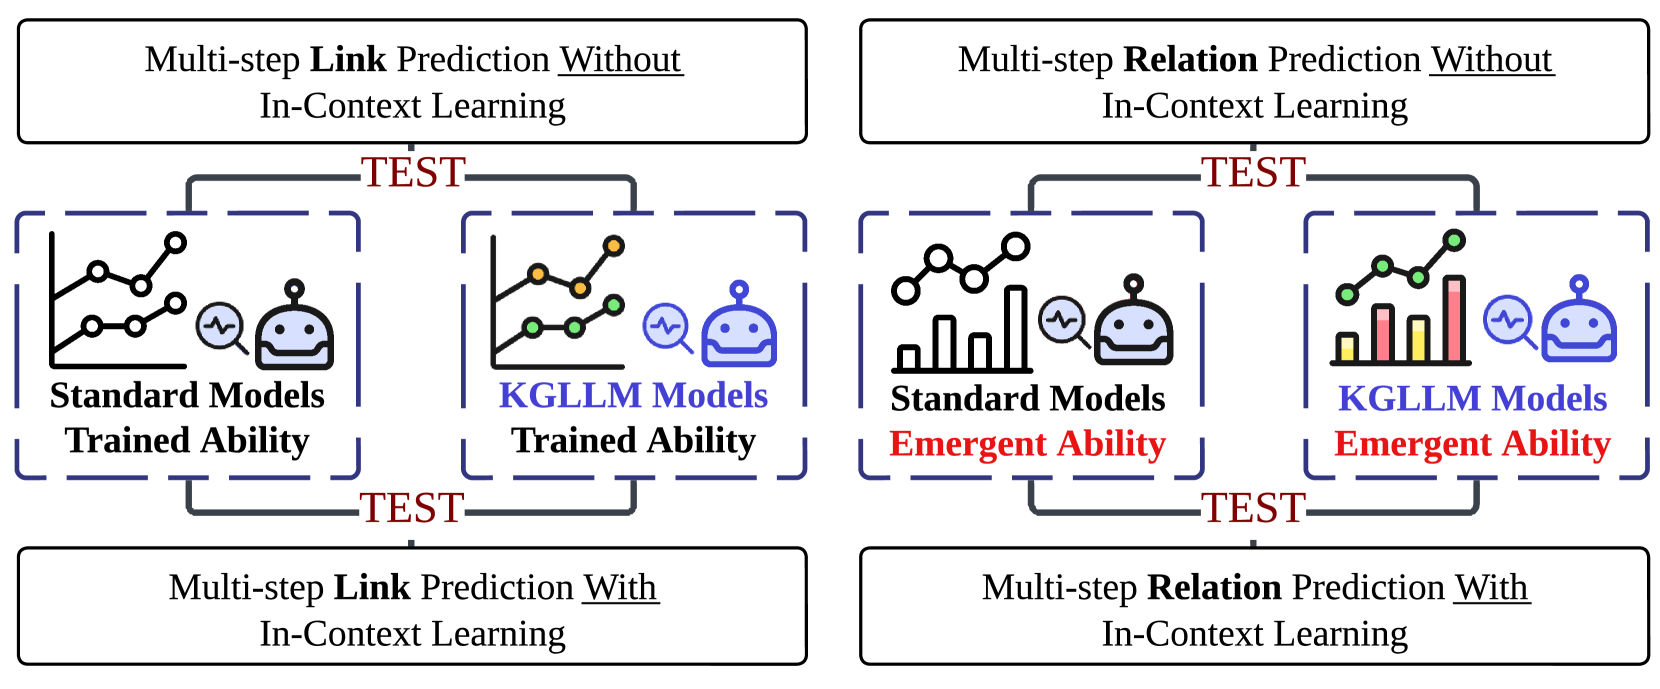 Multi-step Link Prediction Without
In-Context Learning
TEST
Standard Models
Trained Ability
KGLLM Models
Trained Ability
TEST
Multi-step Link Prediction With
In-Context Learning
Multi-step Relation Prediction Without
In-Context Learning
TEST
Standard Models
Emergent Ability
KGLLM Models
Emergent Ability
TEST
Multi-step Relation Prediction With
In-Context Learning